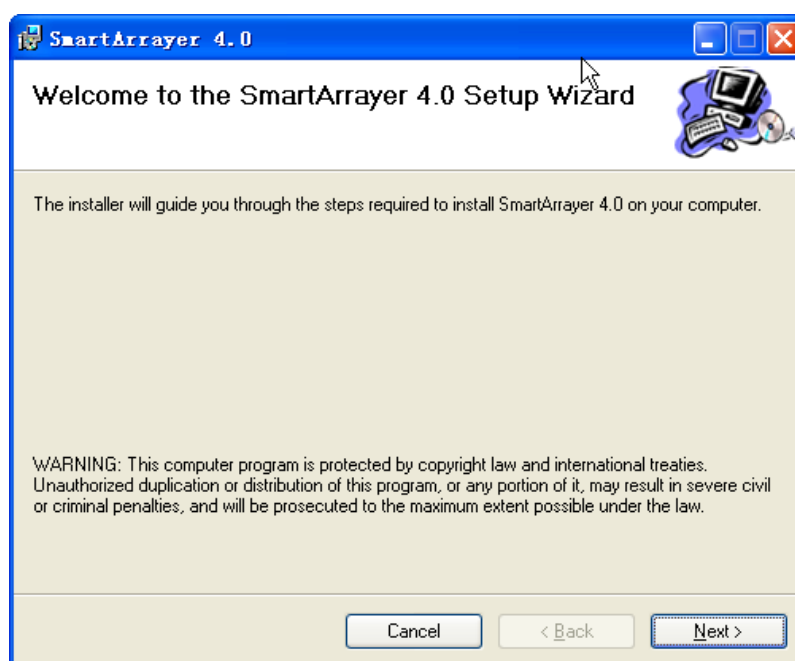 SmartArrayer 4.0
Welcome to the SmartArrayer 4.0 Setup Wizard
The installer will guide you through the steps required to install SmartArrayer 4.0 on your computer.
WARNING: This computer program is protected by copyright law and international treaties.
Unauthorized duplication or distribution of this program, or any portion of it, may result in severe civil
or criminal penalties, and will be prosecuted to the maximum extent possible under the law.
Cancel < Back Next >